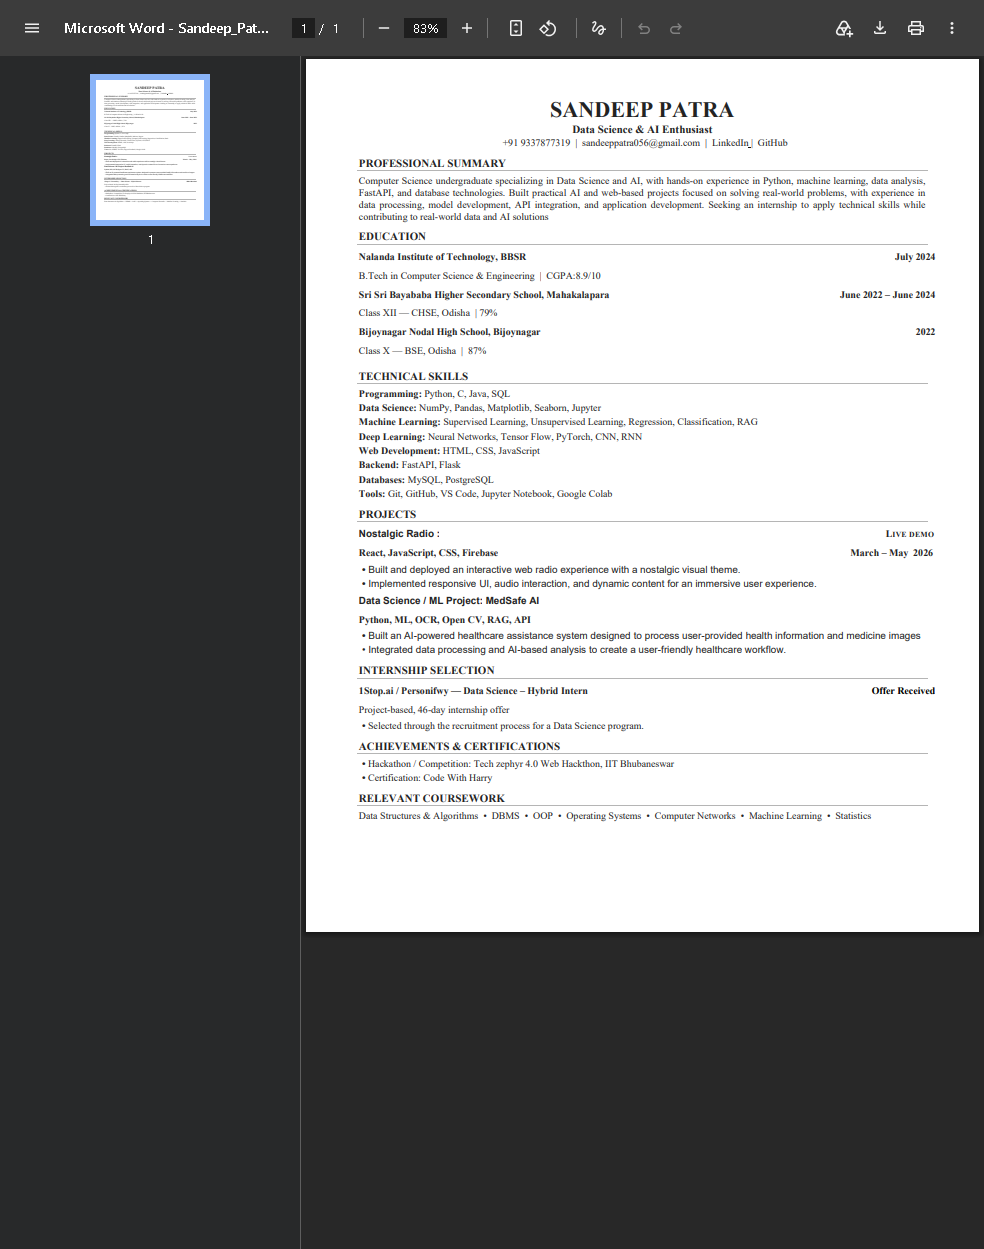 Microsoft Word - Sandeep_Pat...
1 / 1
83%
1
SANDEEP PATRA
Data Science & AI Enthusiast
+91 9337877319 | sandeeppatra056@gmail.com | LinkedIn | GitHub
PROFESSIONAL SUMMARY
Computer Science undergraduate specializing in Data Science and AI, with hands-on experience in Python, machine learning, data analysis,
FastAPI, and database technologies. Built practical AI and web-based projects focused on solving real-world problems, with experience in
data processing, model development, API integration, and application development. Seeking an internship to apply technical skills while
contributing to real-world data and AI solutions
EDUCATION
Nalanda Institute of Technology, BBSR July 2024
B.Tech in Computer Science & Engineering | CGPA:8.9/10
Sri Sri Bayababa Higher Secondary School, Mahakalapara June 2022 – June 2024
Class XII — CHSE, Odisha | 79%
Bijoynagar Nodal High School, Bijoynagar 2022
Class X — BSE, Odisha | 87%
TECHNICAL SKILLS
Programming: Python, C, Java, SQL
Data Science: NumPy, Pandas, Matplotlib, Seaborn, Jupyter
Machine Learning: Supervised Learning, Unsupervised Learning, Regression, Classification, RAG
Deep Learning: Neural Networks, Tensor Flow, PyTorch, CNN, RNN
Web Development: HTML, CSS, JavaScript
Backend: FastAPI, Flask
Databases: MySQL, PostgreSQL
Tools: Git, GitHub, VS Code, Jupyter Notebook, Google Colab
PROJECTS
Nostalgic Radio : LIVE DEMO
React, JavaScript, CSS, Firebase March – May 2026
• Built and deployed an interactive web radio experience with a nostalgic visual theme.
• Implemented responsive UI, audio interaction, and dynamic content for an immersive user experience.
Data Science / ML Project: MedSafe AI
Python, ML, OCR, Open CV, RAG, API
• Built an AI-powered healthcare assistance system designed to process user-provided health information and medicine images
• Integrated data processing and AI-based analysis to create a user-friendly healthcare workflow.
INTERNSHIP SELECTION
1Stop.ai / Personifwy — Data Science – Hybrid Intern Offer Received
Project-based, 46-day internship offer
• Selected through the recruitment process for a Data Science program.
ACHIEVEMENTS & CERTIFICATIONS
• Hackathon / Competition: Tech zephyr 4.0 Web Hackthon, IIT Bhubaneswar
• Certification: Code With Harry
RELEVANT COURSEWORK
Data Structures & Algorithms • DBMS • OOP • Operating Systems • Computer Networks • Machine Learning • Statistics